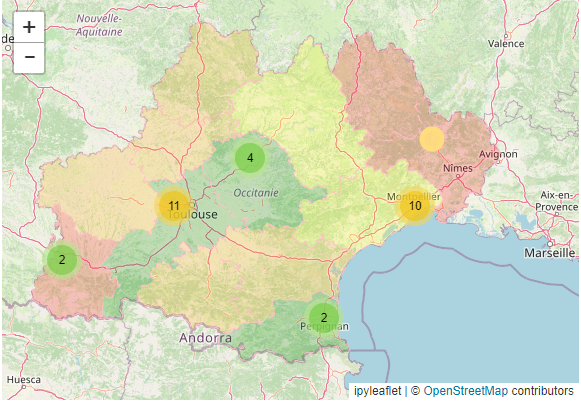 +
−
Nouvelle-
Aquitaine
Valence
4
Avignon
Nîmes
Occitanie
Montpellier
Aix-en-
Provence
11
10
Toulouse
Marseille
2
2
Perpignan
Andorra
Huesca
ipyleaflet | © OpenStreetMap contributors